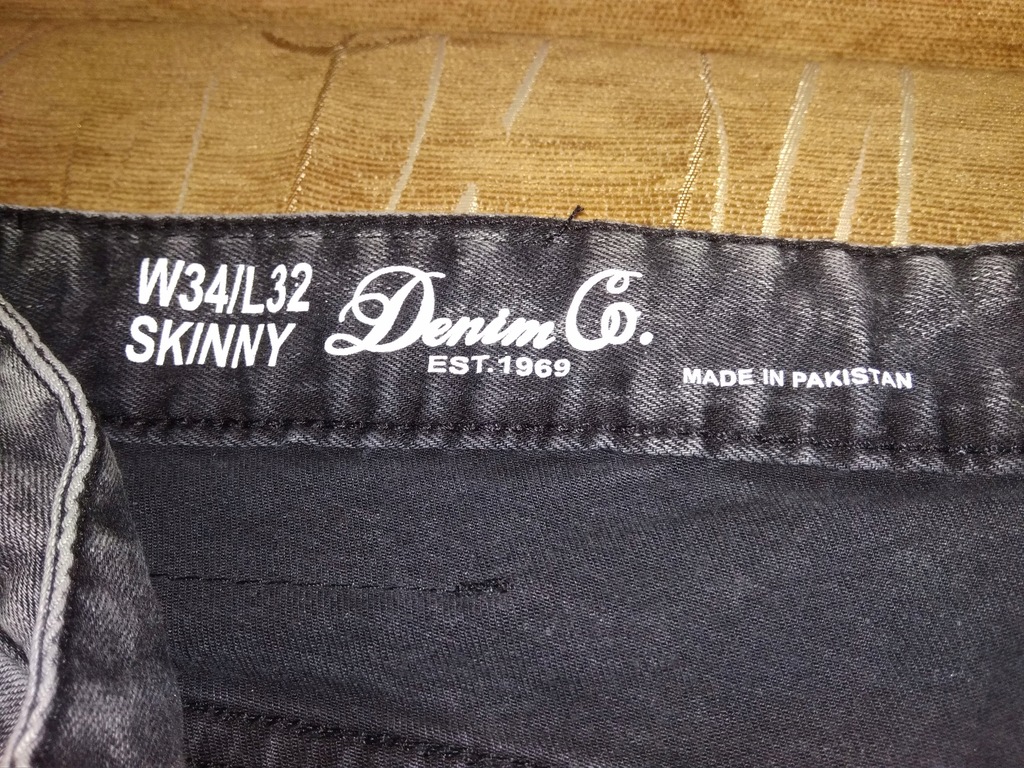 W34/L32
SKINNY
Denim Co.
EST.1969
MADE IN PAKISTAN